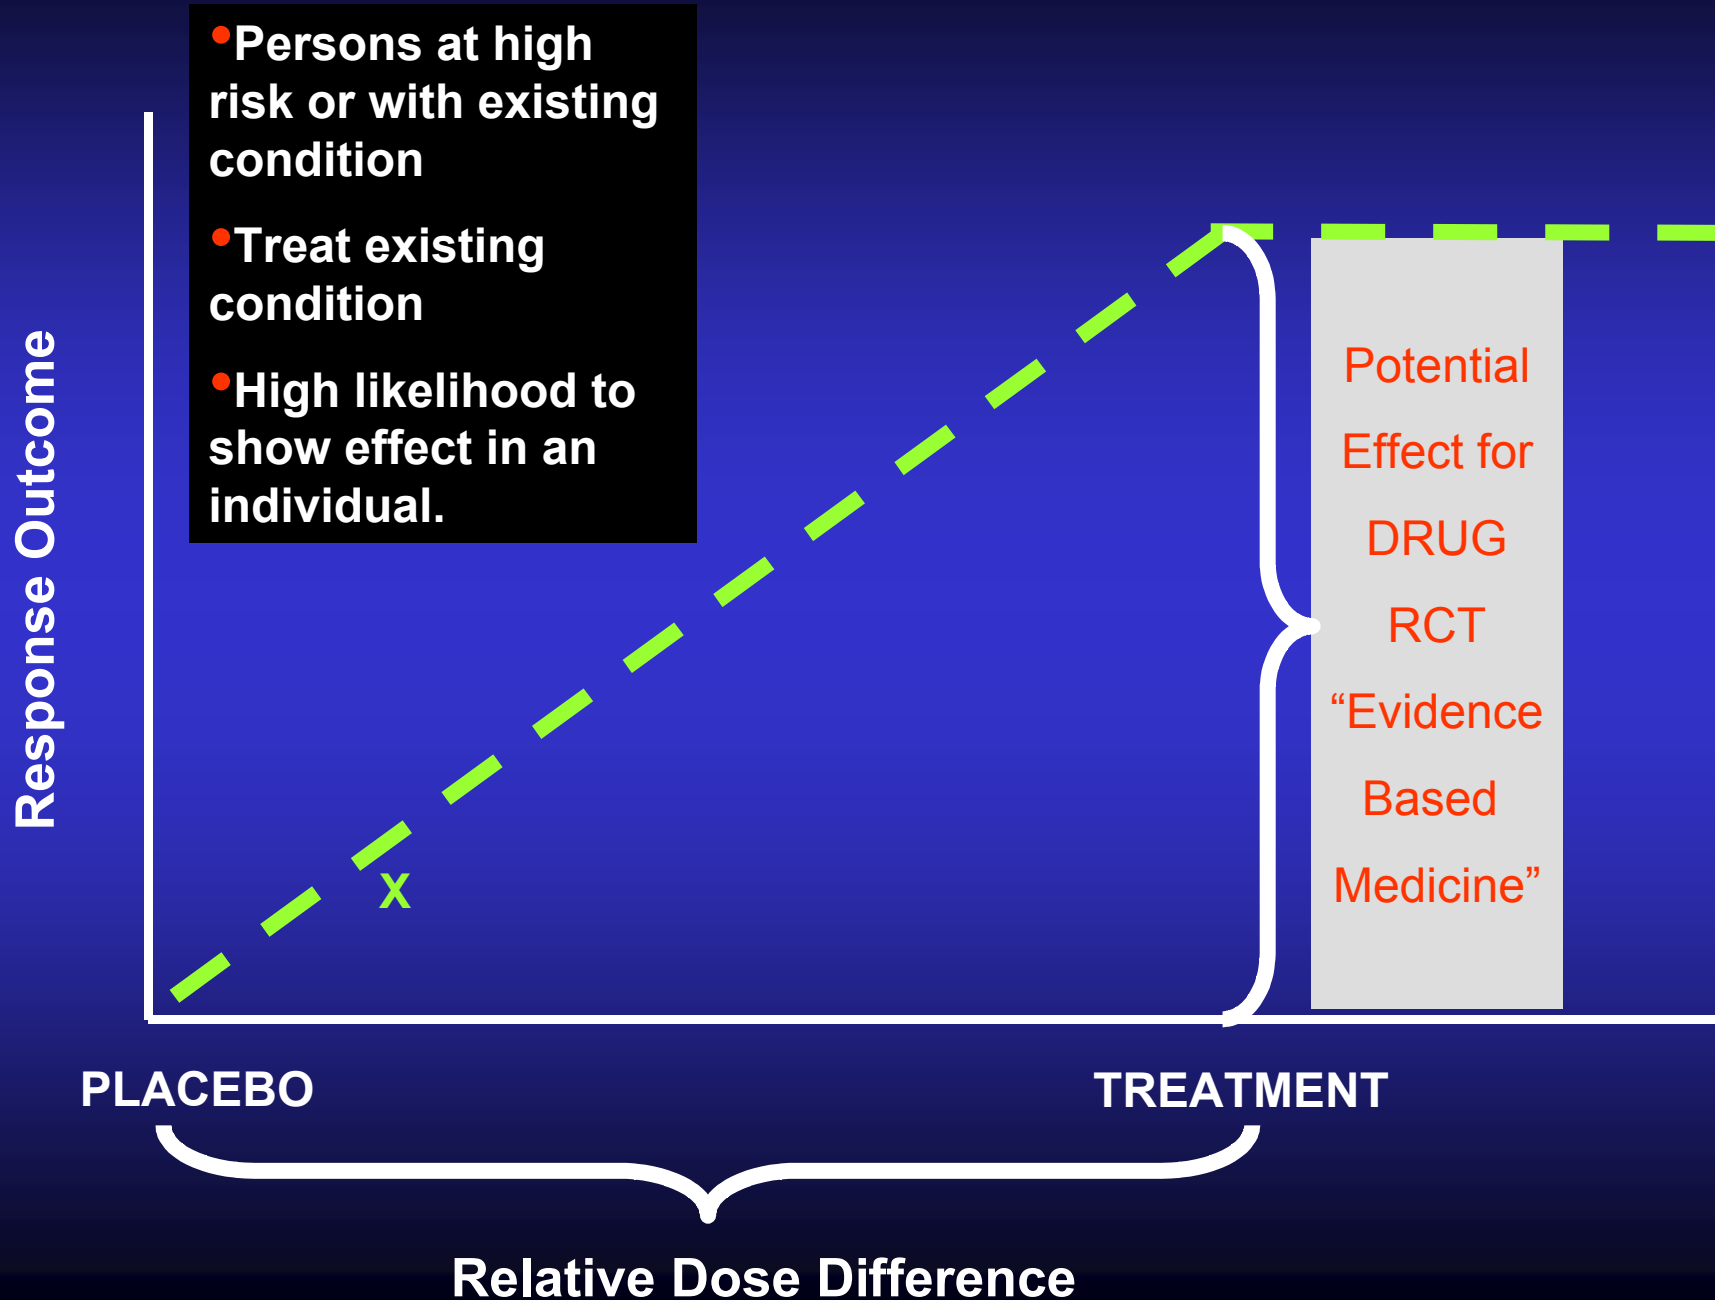 •Persons at high
risk or with existing
condition
•Treat existing
condition
•High likelihood to
show effect in an
individual.
Response Outcome
Potential
Effect for
DRUG
RCT
“Evidence
Based
Medicine”
X
PLACEBO
TREATMENT
Relative Dose Difference